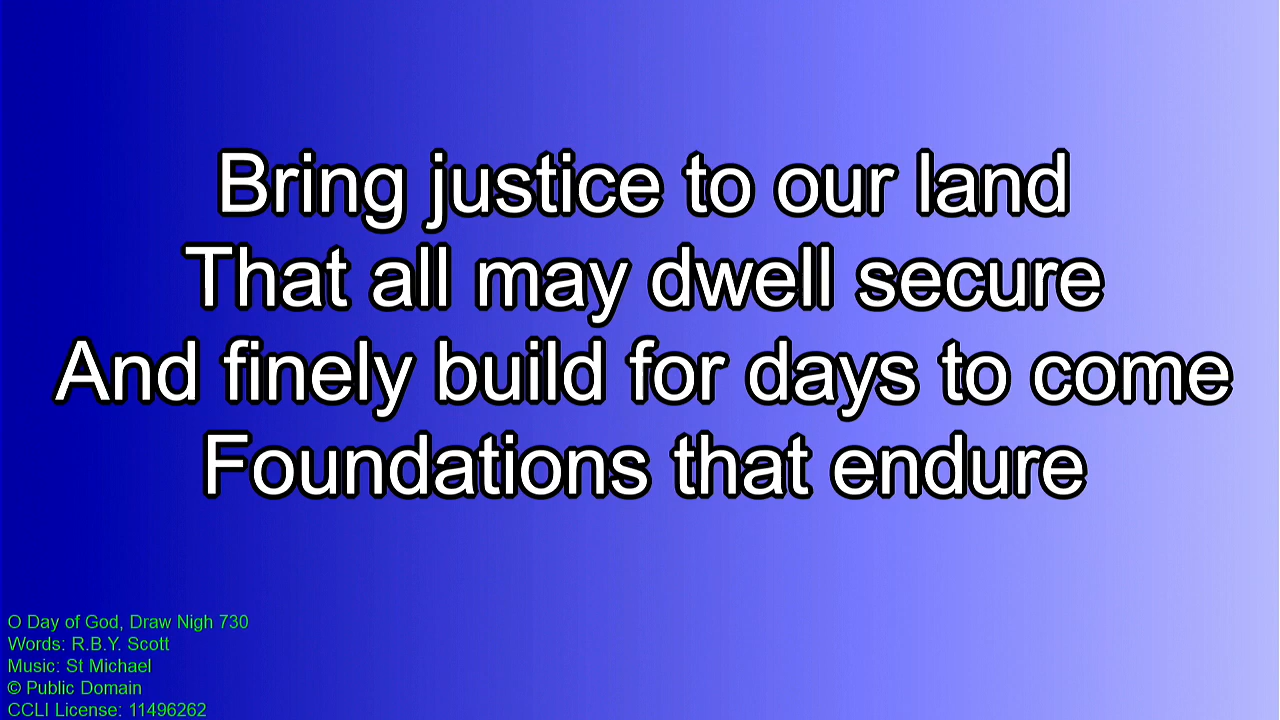 Bring justice to our land
That all may dwell secure
And finely build for days to come
Foundations that endure
O Day of God, Draw Nigh 730
Words: R.B.Y. Scott
Music: St Michael
© Public Domain
CCLI License: 11496262